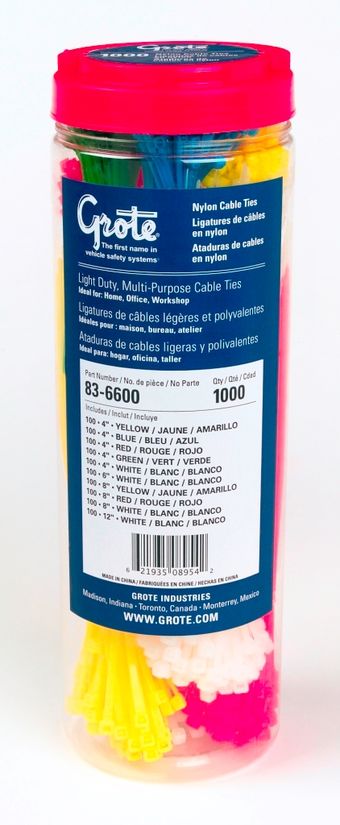 Grote
1000
Grote®
The first name in
vehicle safety systems®
Nylon Cable Ties
Ligatures de câbles
en nylon
Ataduras de cables
en nylon
Light Duty, Multi-Purpose Cable Ties
Ideal for: Home, Office, Workshop
Ligatures de câbles légères et polyvalentes
Idéales pour : maison, bureau, atelier
Ataduras de cables ligeras y polivalentes
Ideal para: hogar, oficina, taller
Part Number / No. de pièce / No Parte
Qty / Qté / Cdad
83-6600
1000
Includes / Inclut / Incluye
100 • 4" • YELLOW / JAUNE / AMARILLO
100 • 4" • BLUE / BLEU / AZUL
100 • 4" • RED / ROUGE / ROJO
100 • 4" • GREEN / VERT / VERDE
100 • 6" • WHITE / BLANC / BLANCO
100 • 8" • YELLOW / JAUNE / AMARILLO
100 • 8" • RED / ROUGE / ROJO
100 • 8" • WHITE / BLANC / BLANCO
100 • 12" • WHITE / BLANC / BLANCO
6 21935 08954 2
MADE IN CHINA / FABRIQUÉES EN CHINE / HECHAS EN CHINA
GROTE INDUSTRIES
Madison, Indiana • Toronto, Canada • Monterrey, Mexico
WWW.GROTE.COM